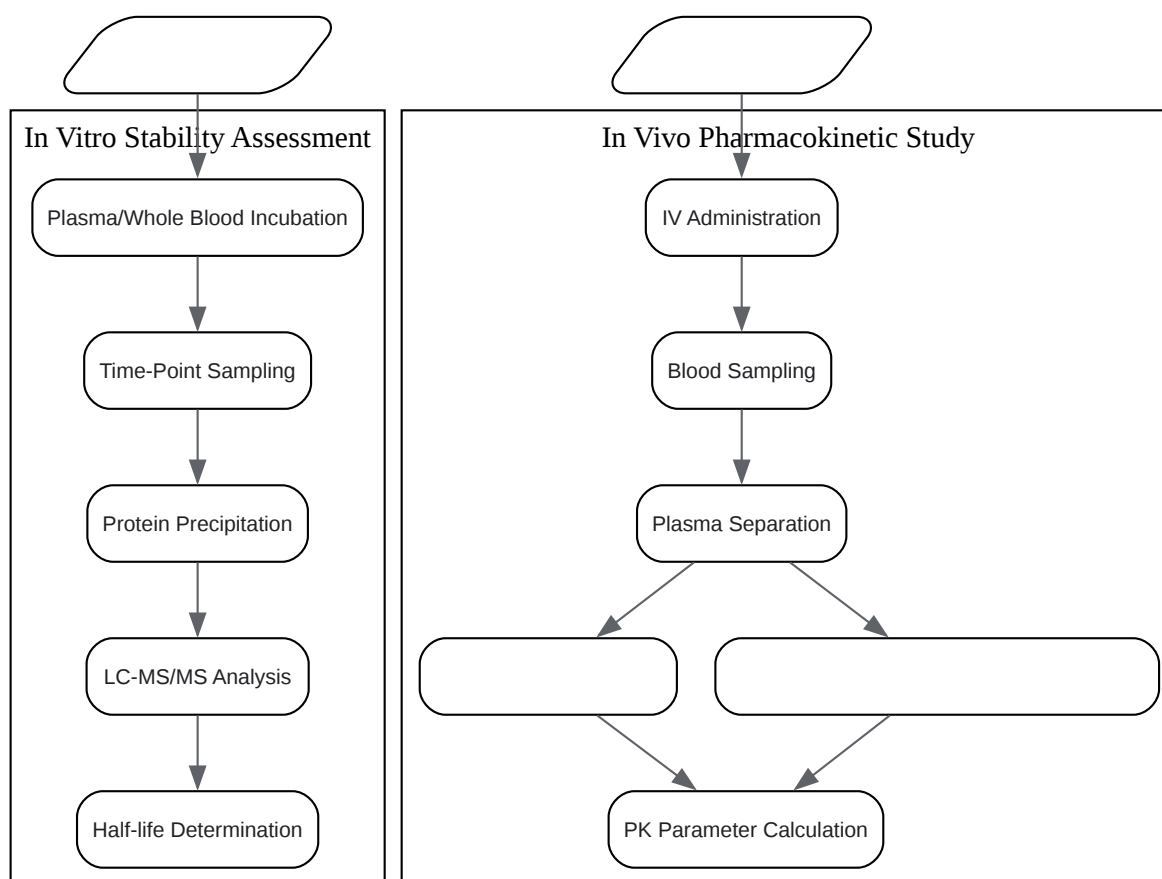 In Vitro Stability Assessment
Plasma/Whole Blood Incubation
Time-Point Sampling
Protein Precipitation
LC-MS/MS Analysis
Half-life Determination
In Vivo Pharmacokinetic Study
IV Administration
Blood Sampling
Plasma Separation
PK Parameter Calculation